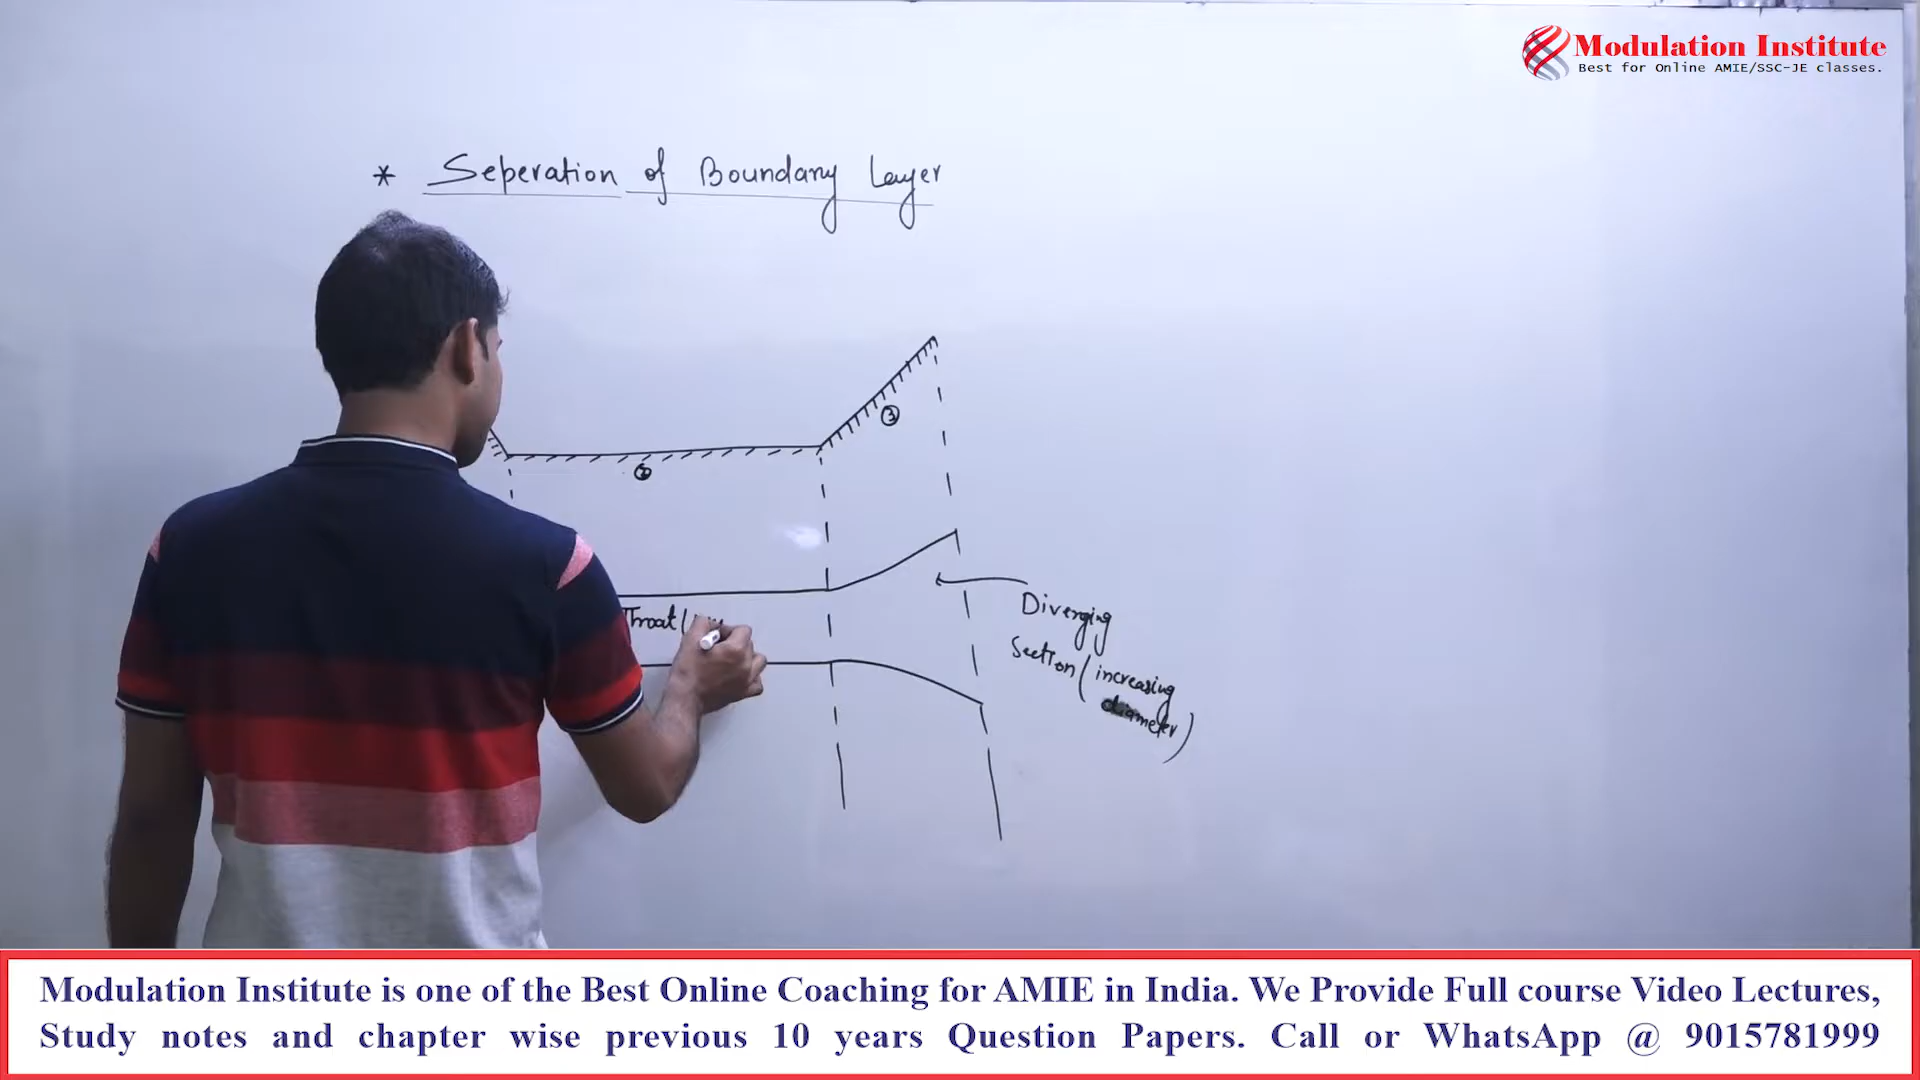 Modulation Institute
Best for Online AMIE/SSC-JE classes.
* Seperation of Boundary Layer
③
②
Throat (
Diverging
Section (increasing
diameter)
Modulation Institute is one of the Best Online Coaching for AMIE in India. We Provide Full course Video Lectures,
Study notes and chapter wise previous 10 years Question Papers. Call or WhatsApp @ 9015781999